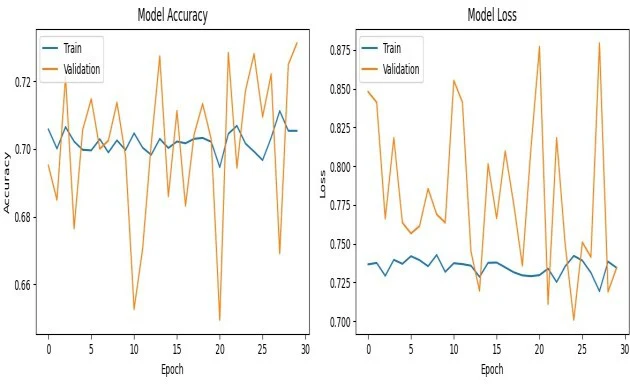 Model Accuracy
Train
Validation
0.72
0.70
0.68
0.66
Accuracy
0 5 10 15 20 25 30
Epoch
Model Loss
Train
Validation
0.875
0.850
0.825
0.800
0.775
0.750
0.725
0.700
Loss
0 5 10 15 20 25 30
Epoch